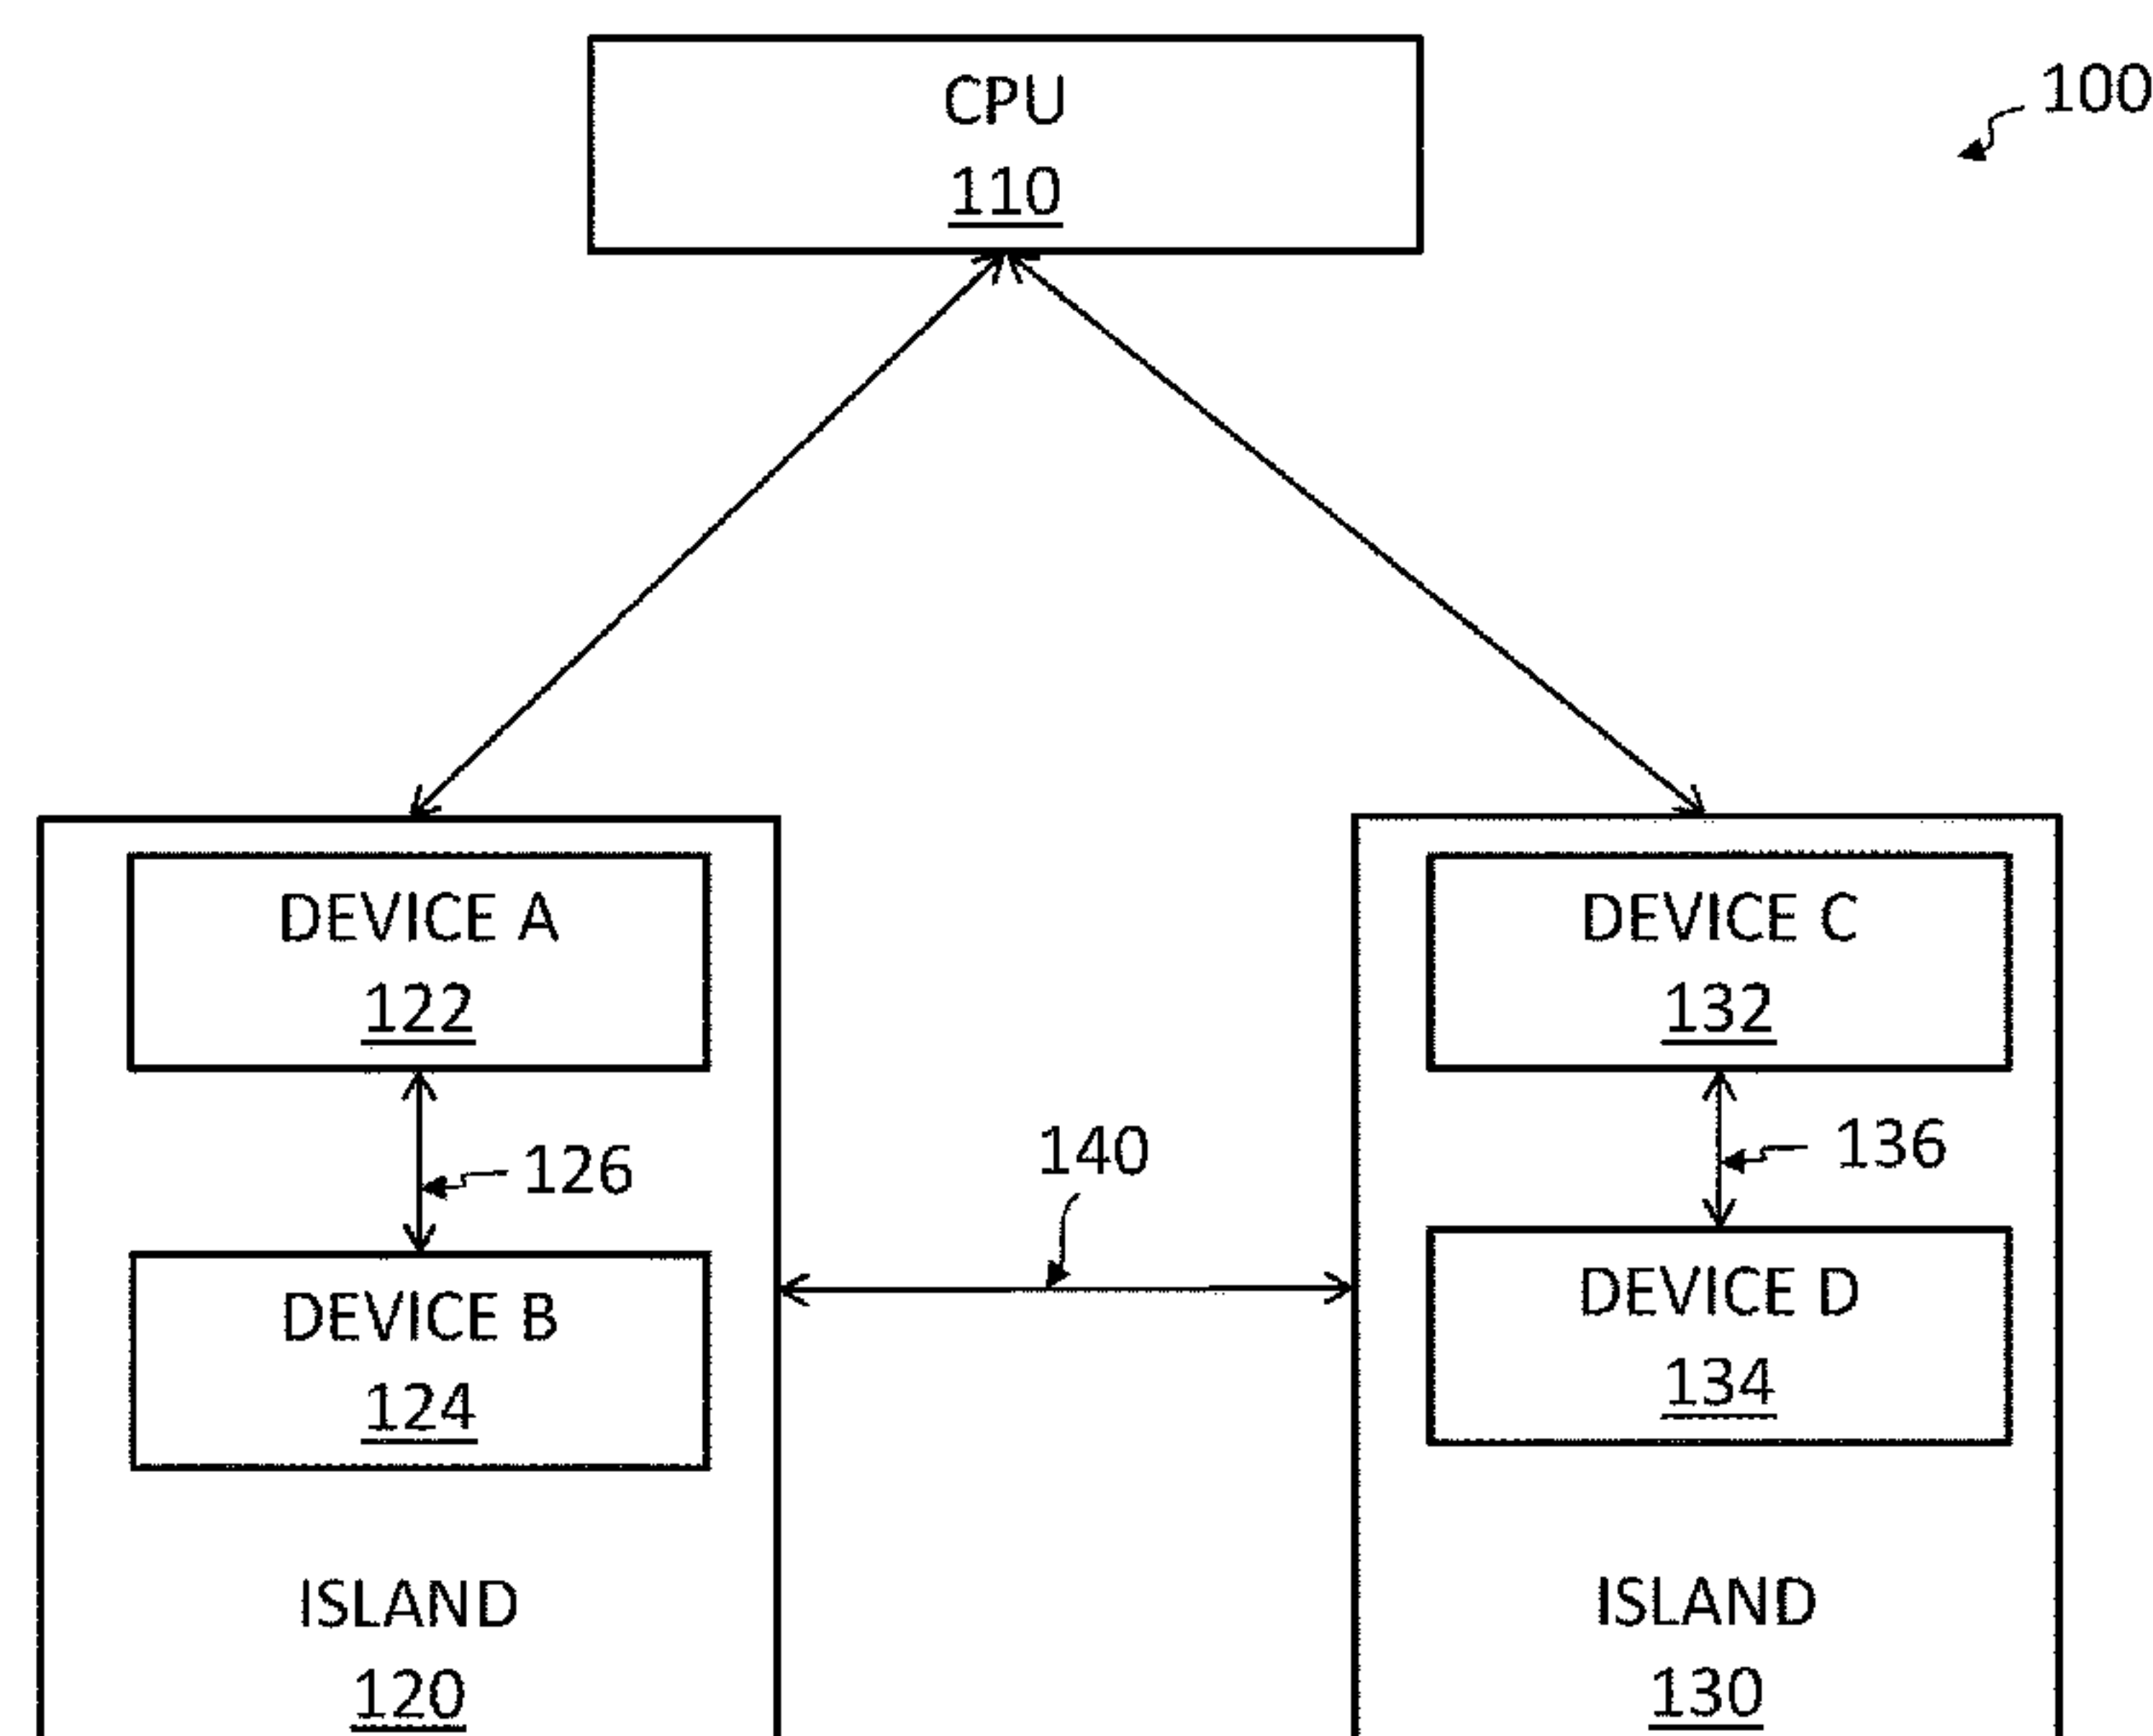 CPU
110
100
DEVICE A
122
126
DEVICE B
124
ISLAND
120
140
DEVICE C
132
136
DEVICE D
134
ISLAND
130